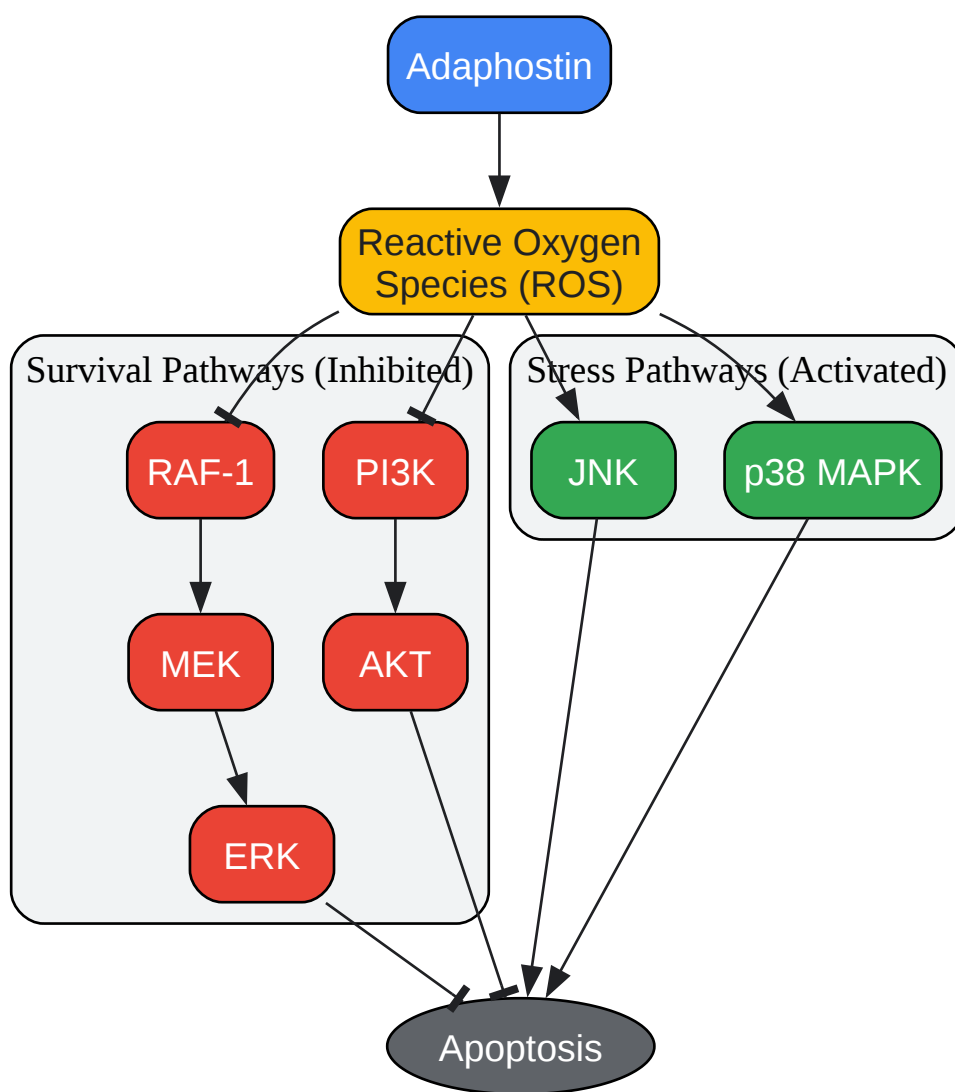 Adaphostin
Reactive Oxygen
Species (ROS)
Survival Pathways (Inhibited)
Stress Pathways (Activated)
RAF-1
PI3K
JNK
p38 MAPK
MEK
AKT
ERK
Apoptosis